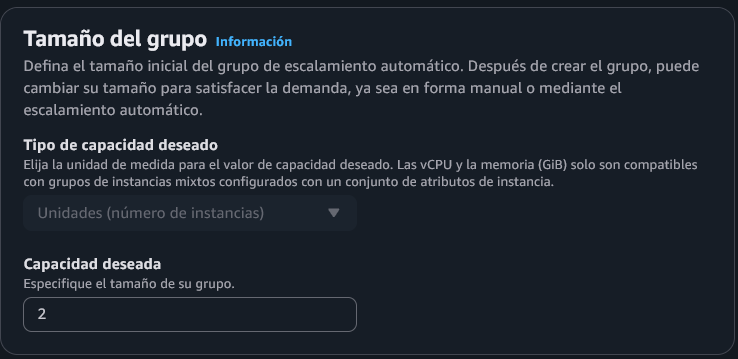 Tamaño del grupo Información
Defina el tamaño inicial del grupo de escalamiento automático. Después de crear el grupo, puede
cambiar su tamaño para satisfacer la demanda, ya sea en forma manual o mediante el
escalamiento automático.
Tipo de capacidad deseado
Elija la unidad de medida para el valor de capacidad deseado. Las vCPU y la memoria (GiB) solo son compatibles
con grupos de instancias mixtos configurados con un conjunto de atributos de instancia.
Unidades (número de instancias)
Capacidad deseada
Especifique el tamaño de su grupo.
2